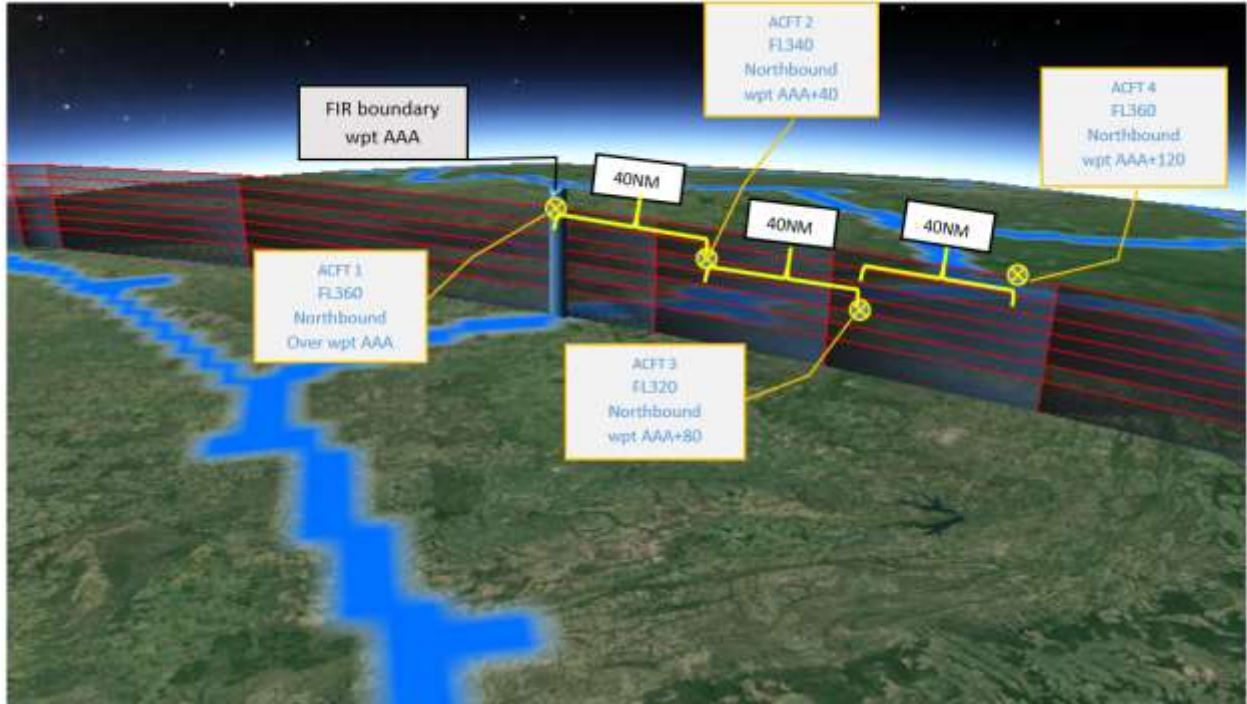 ACFT 2
FL340
Northbound
wpt AAA+40
ACFT 4
FL360
Northbound
wpt AAA+120
FIR boundary
wpt AAA
40NM
40NM
40NM
ACFT 1
FL360
Northbound
Over wpt AAA
ACFT 3
FL320
Northbound
wpt AAA+80